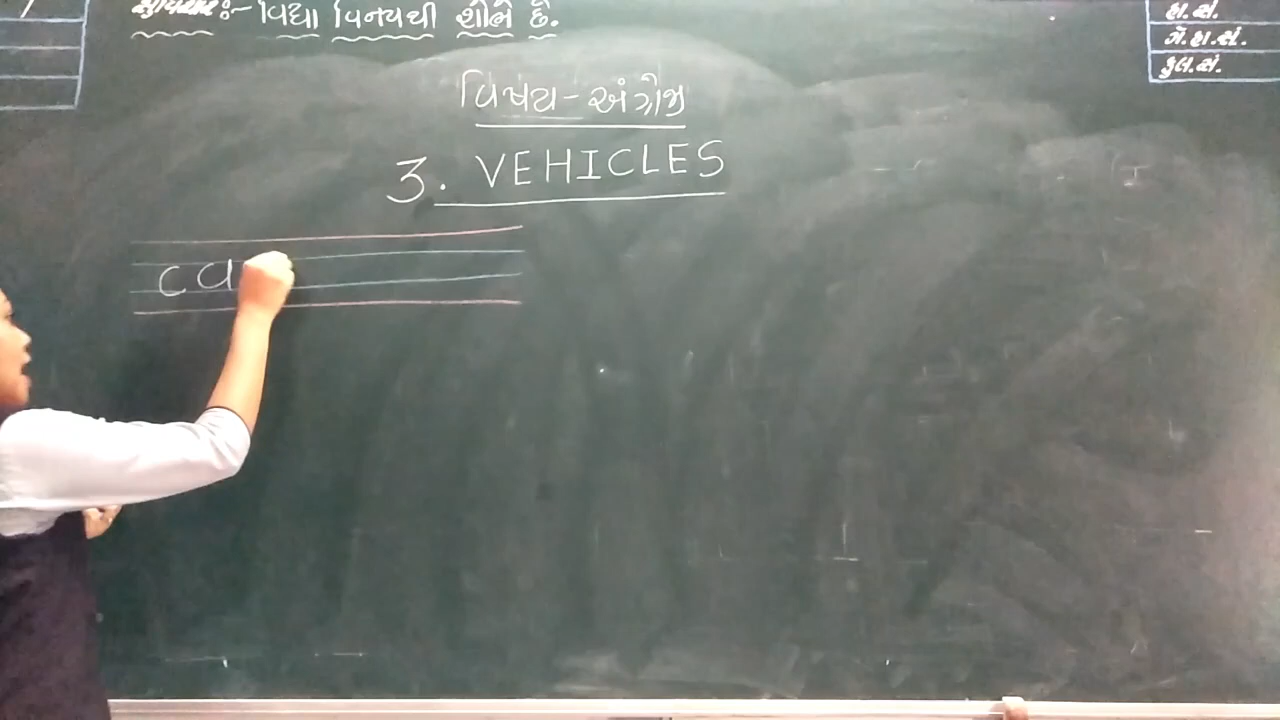 સુવિચાર :- વિદ્યા વિનયથી શોભે છે.
હા. સં.
ગે. હા. સં.
કુલ. સં.
વિષય - અંગ્રેજી
3. VEHICLES
ca